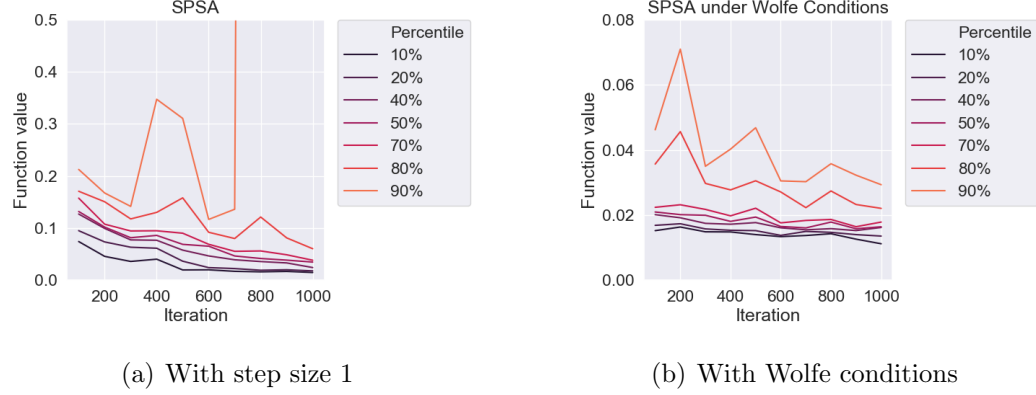 SPSA
0.5
0.4
0.3
0.2
0.1
0.0
Function value
200 400 600 800 1000
Iteration
Percentile
10%
20%
40%
50%
70%
80%
90%
(a) With step size 1
SPSA under Wolfe Conditions
0.08
0.06
0.04
0.02
0.00
Function value
200 400 600 800 1000
Iteration
Percentile
10%
20%
40%
50%
70%
80%
90%
(b) With Wolfe conditions